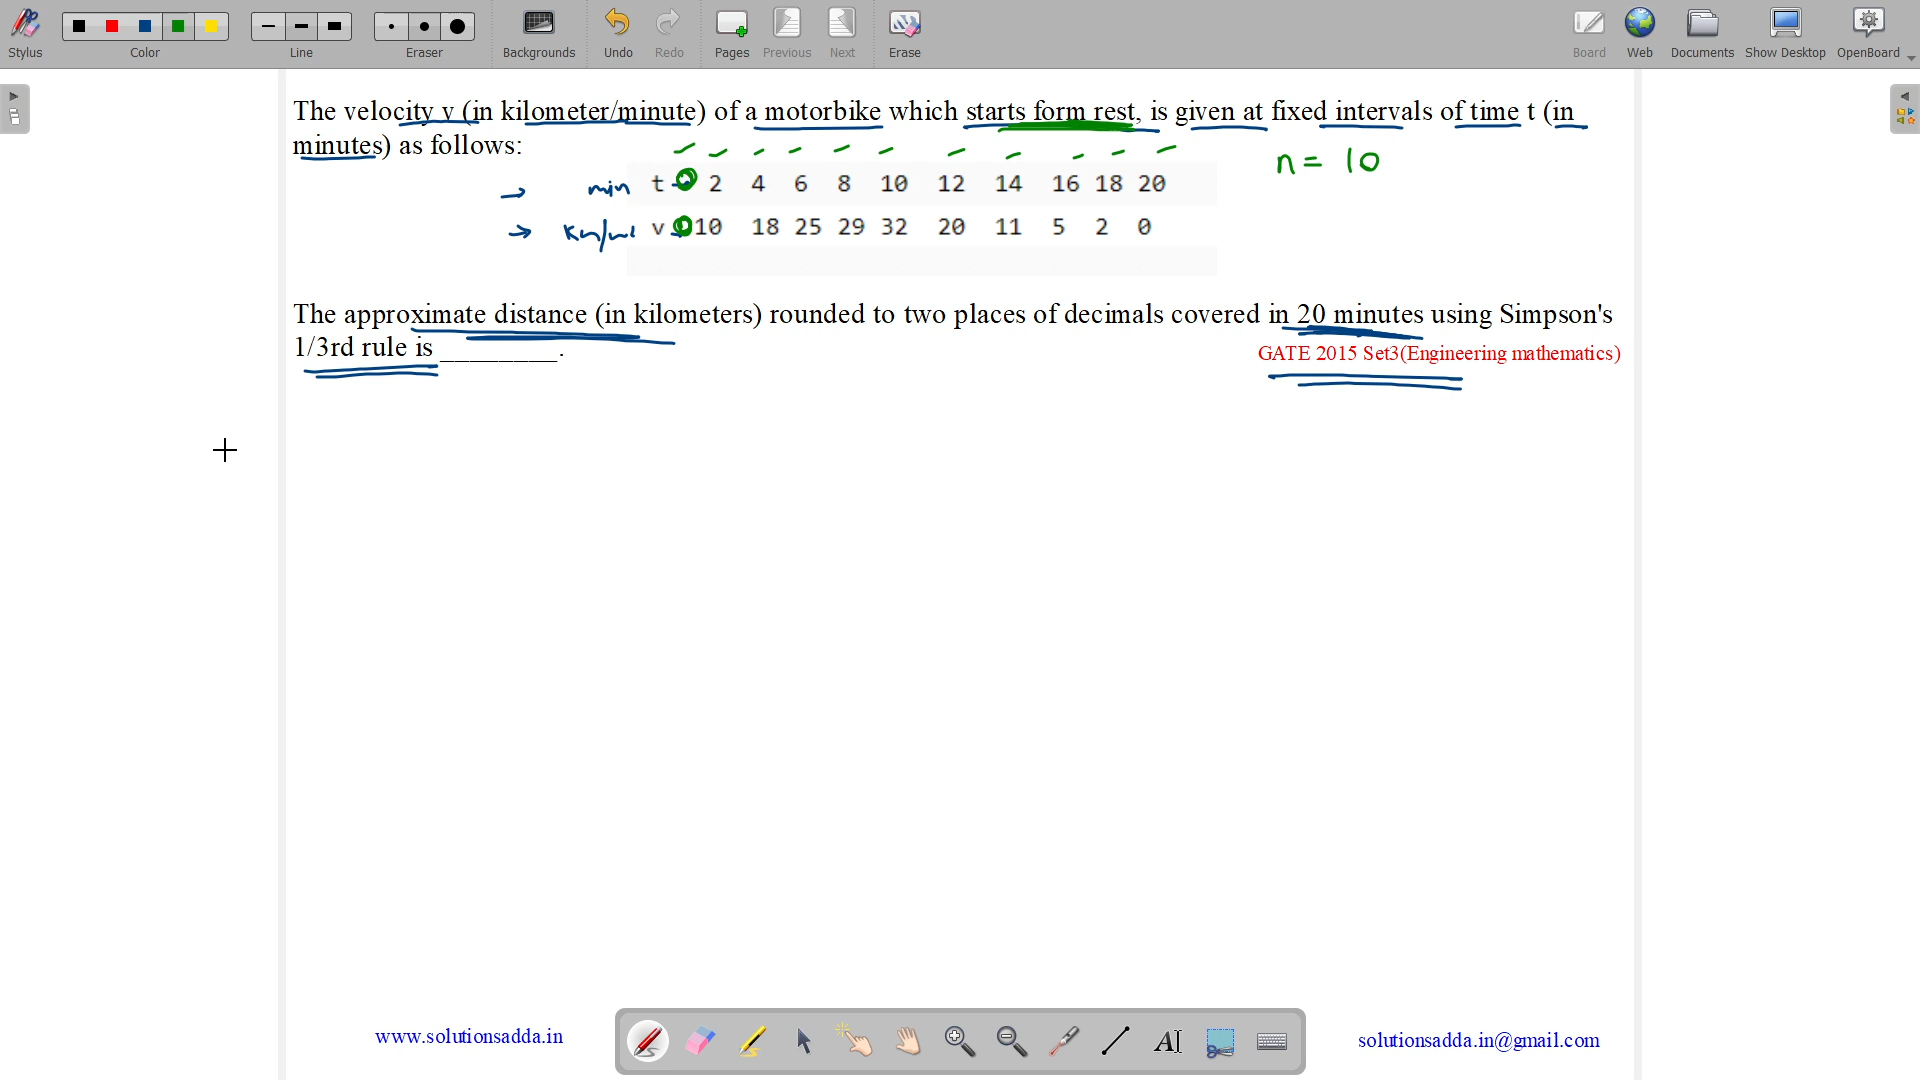 Stylus Color Line Eraser Backgrounds Undo Redo Pages Previous Next Erase Board Web Documents Show Desktop OpenBoard
The velocity v (in kilometer/minute) of a motorbike which starts form rest, is given at fixed intervals of time t (in
minutes) as follows:
n = 10
min t 0 2 4 6 8 10 12 14 16 18 20
v 0 10 18 25 29 32 20 11 5 2 0
The approximate distance (in kilometers) rounded to two places of decimals covered in 20 minutes using Simpson's
1/3rd rule is ________.
GATE 2015 Set3(Engineering mathematics)
www.solutionsadda.in
solutionsadda.in@gmail.com